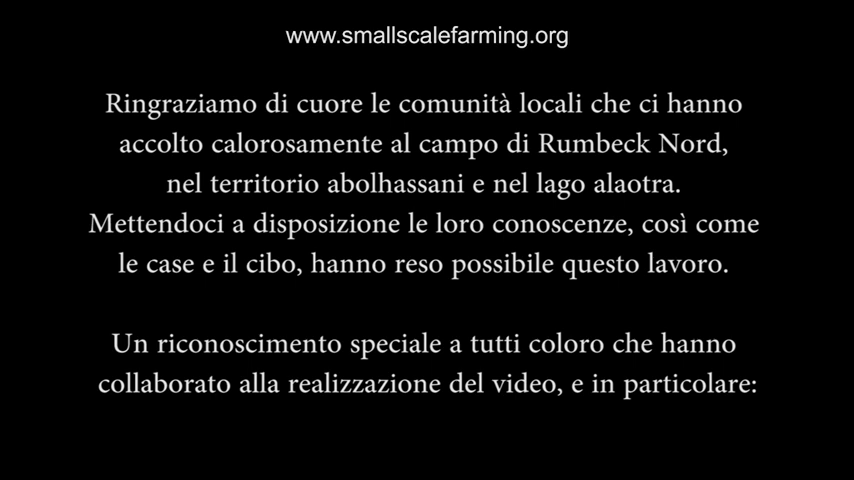 www.smallscalefarming.org
Ringraziamo di cuore le comunità locali che ci hanno
accolto calorosamente al campo di Rumbeck Nord,
nel territorio abolhassani e nel lago alaotra.
Mettendoci a disposizione le loro conoscenze, così come
le case e il cibo, hanno reso possibile questo lavoro.
Un riconoscimento speciale a tutti coloro che hanno
collaborato alla realizzazione del video, e in particolare: